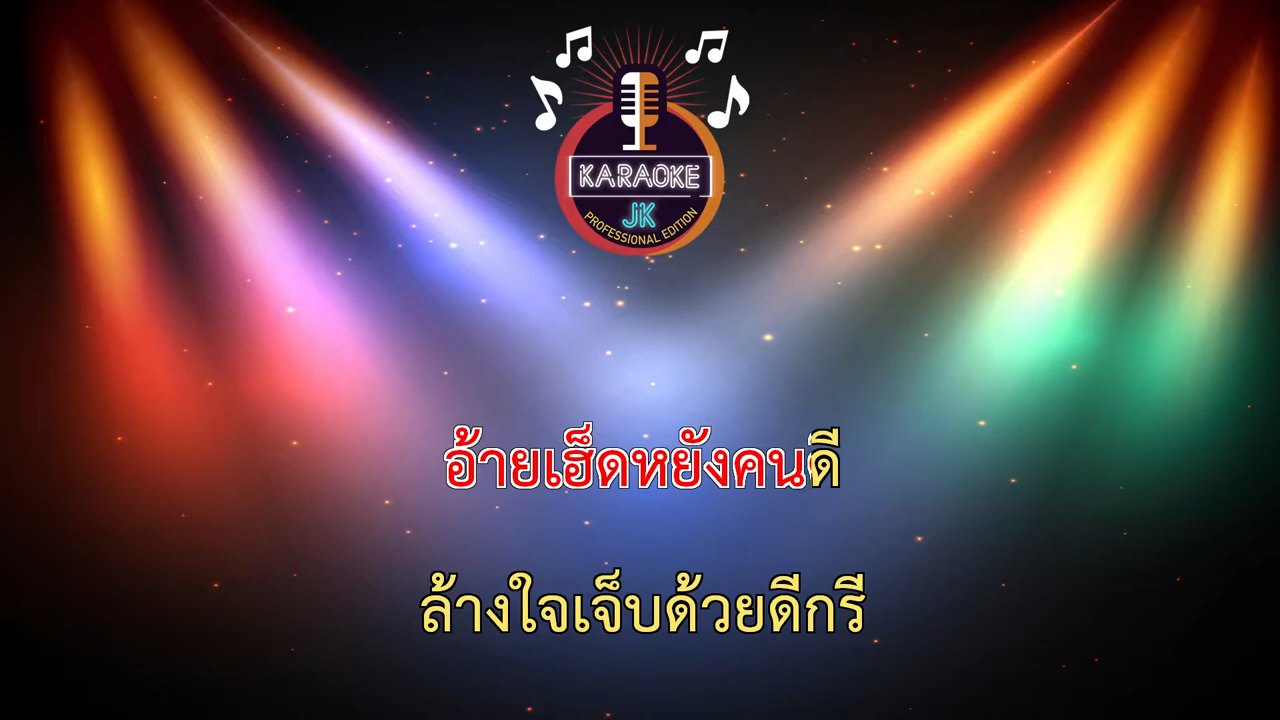 KARAOKE
JK
PROFESSIONAL EDITION
อ้ายเฮ็ดหยังคนดี
ล้างใจเจ็บด้วยดีกรี